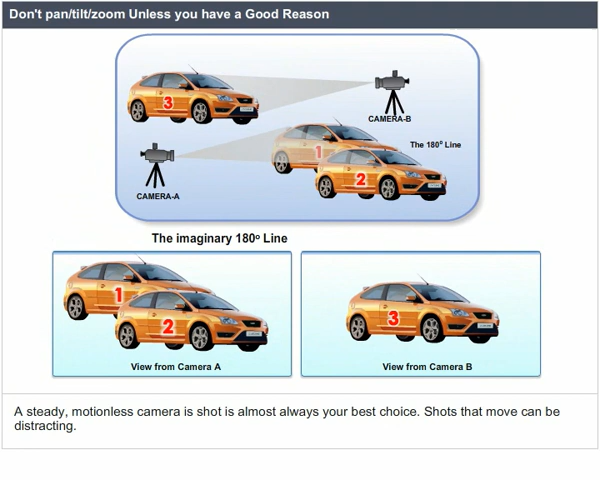 Don't pan/tilt/zoom Unless you have a Good Reason
3
CAMERA-B
The 180⁰ Line
1
2
CAMERA-A
The imaginary 180º Line
1
2
3
View from Camera A
View from Camera B
A steady, motionless camera is shot is almost always your best choice. Shots that move can be
distracting.